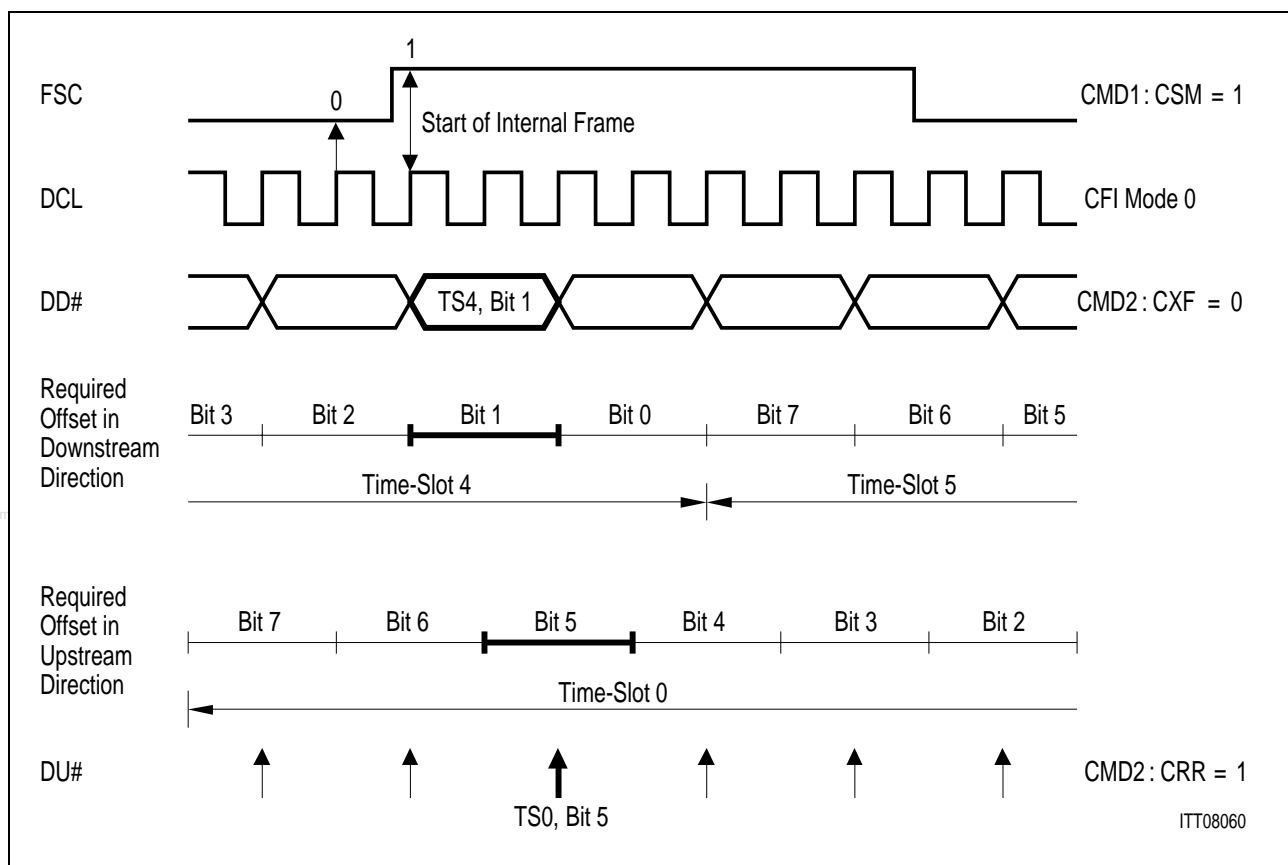 1
FSC
0
CMD1 : CSM = 1
Start of Internal Frame
DCL
CFI Mode 0
DD#
TS4, Bit 1
CMD2 : CXF = 0
Required
Offset in
Downstream
Direction
Bit 3 Bit 2 Bit 1 Bit 0 Bit 7 Bit 6 Bit 5
Time-Slot 4 Time-Slot 5
Required
Offset in
Upstream
Direction
Bit 7 Bit 6 Bit 5 Bit 4 Bit 3 Bit 2
Time-Slot 0
DU#
CMD2 : CRR = 1
TS0, Bit 5
ITT08060